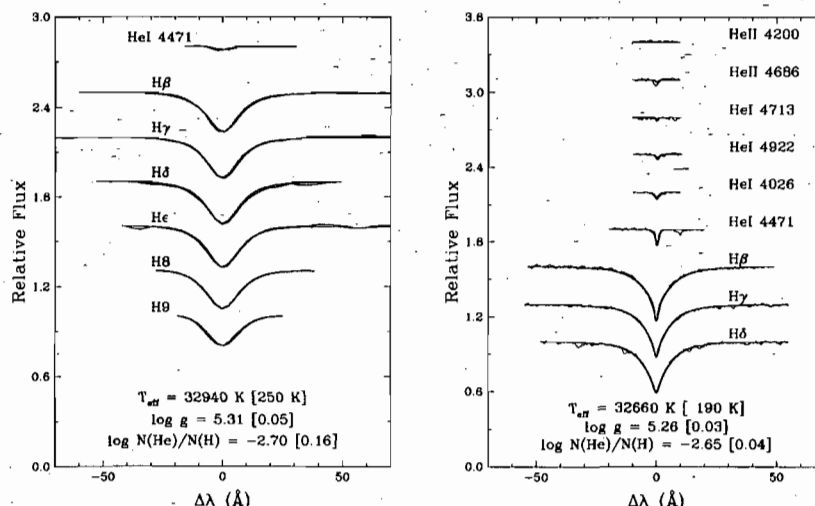 3.0
2.4
1.8
1.2
0.6
0.0
Relative Flux
HeI 4471
Hβ
Hγ
Hδ
Hϵ
H8
H9
T_eff = 32940 K [250 K]
log g = 5.31 [0.05]
log N(He)/N(H) = -2.70 [0.16]
-50 0 50
Δλ (Å)
3.8
3.0
2.4
1.8
1.2
0.6
0.0
Relative Flux
HeII 4200
HeII 4686
HeI 4713
HeI 4922
HeI 4026
HeI 4471
Hβ
Hγ
Hδ
T_eff = 32660 K [ 190 K]
log g = 5.26 [0.03]
log N(He)/N(H) = -2.65 [0.04]
-50 0 50
Δλ (Å)